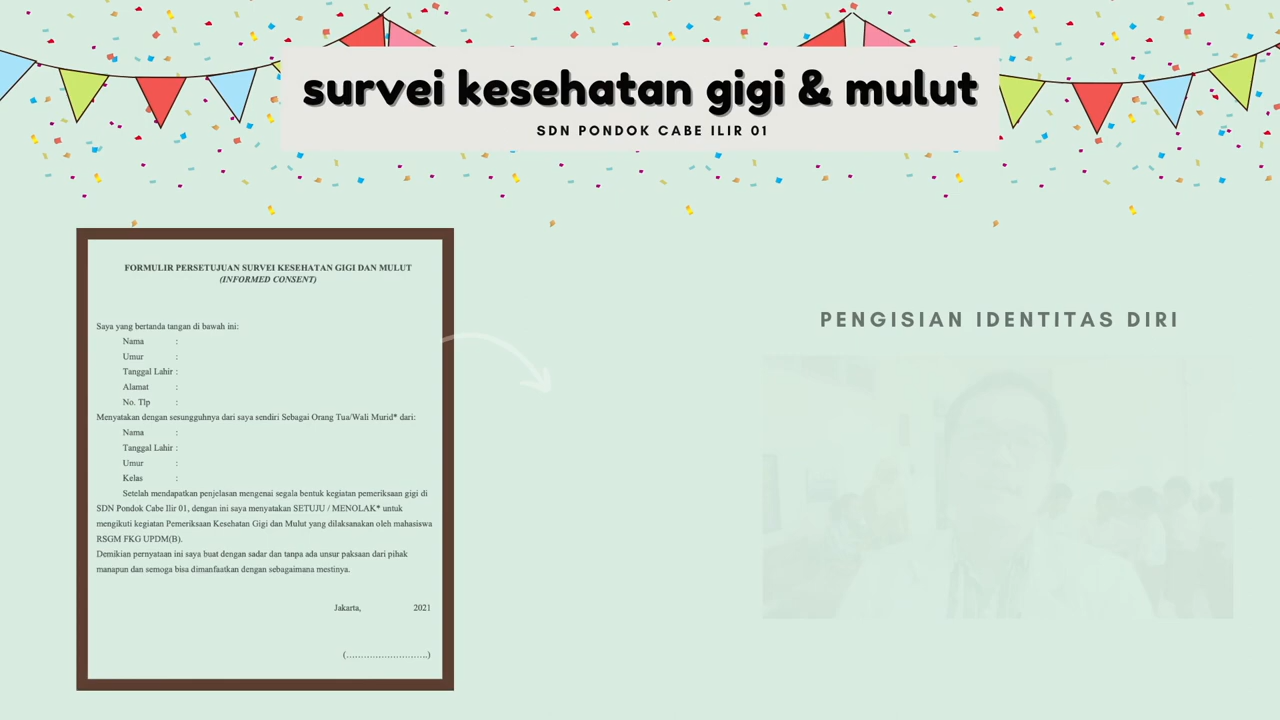 survei kesehatan gigi & mulut
SDN PONDOK CABE ILIR 01
FORMULIR PERSETUJUAN SURVEI KESEHATAN GIGI DAN MULUT
(INFORMED CONSENT)
Saya yang bertanda tangan di bawah ini:
Nama :
Umur :
Tanggal Lahir :
Alamat :
No. Tlp :
Menyatakan dengan sesungguhnya dari saya sendiri Sebagai Orang Tua/Wali Murid* dari:
Nama :
Tanggal Lahir :
Umur :
Kelas :
Setelah mendapatkan penjelasan mengenai segala bentuk kegiatan pemeriksaan gigi di
SDN Pondok Cabe Ilir 01, dengan ini saya menyatakan SETUJU / MENOLAK* untuk
mengikuti kegiatan Pemeriksaan Kesehatan Gigi dan Mulut yang dilaksanakan oleh mahasiswa
RSGM FKG UPDM(B).
Demikian pernyataan ini saya buat dengan sadar dan tanpa ada unsur paksaan dari pihak
manapun dan semoga bisa dimanfaatkan dengan sebagaimana mestinya.
Jakarta, 2021
(...........................)
PENGISIAN IDENTITAS DIRI